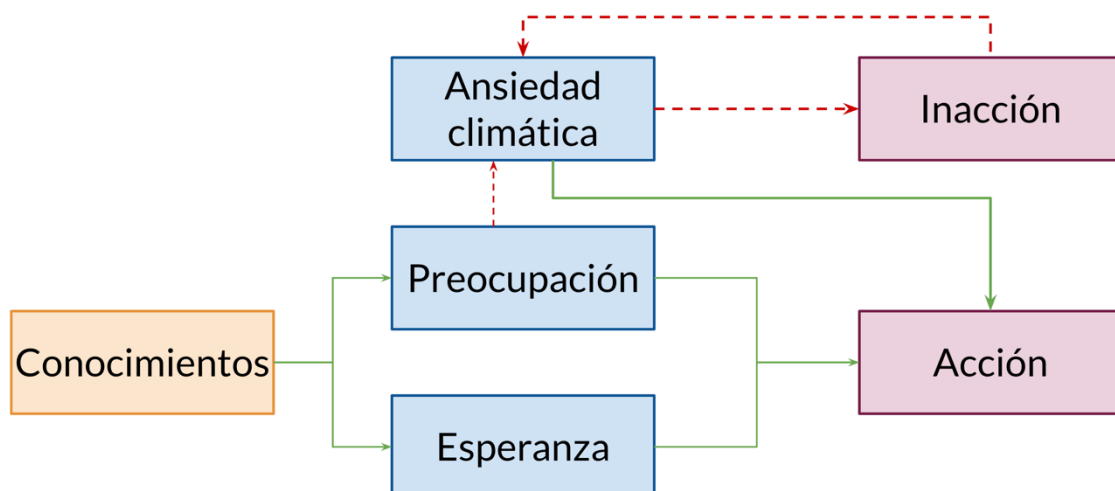 Ansiedad
climática
Inacción
Preocupación
Conocimientos
Acción
Esperanza